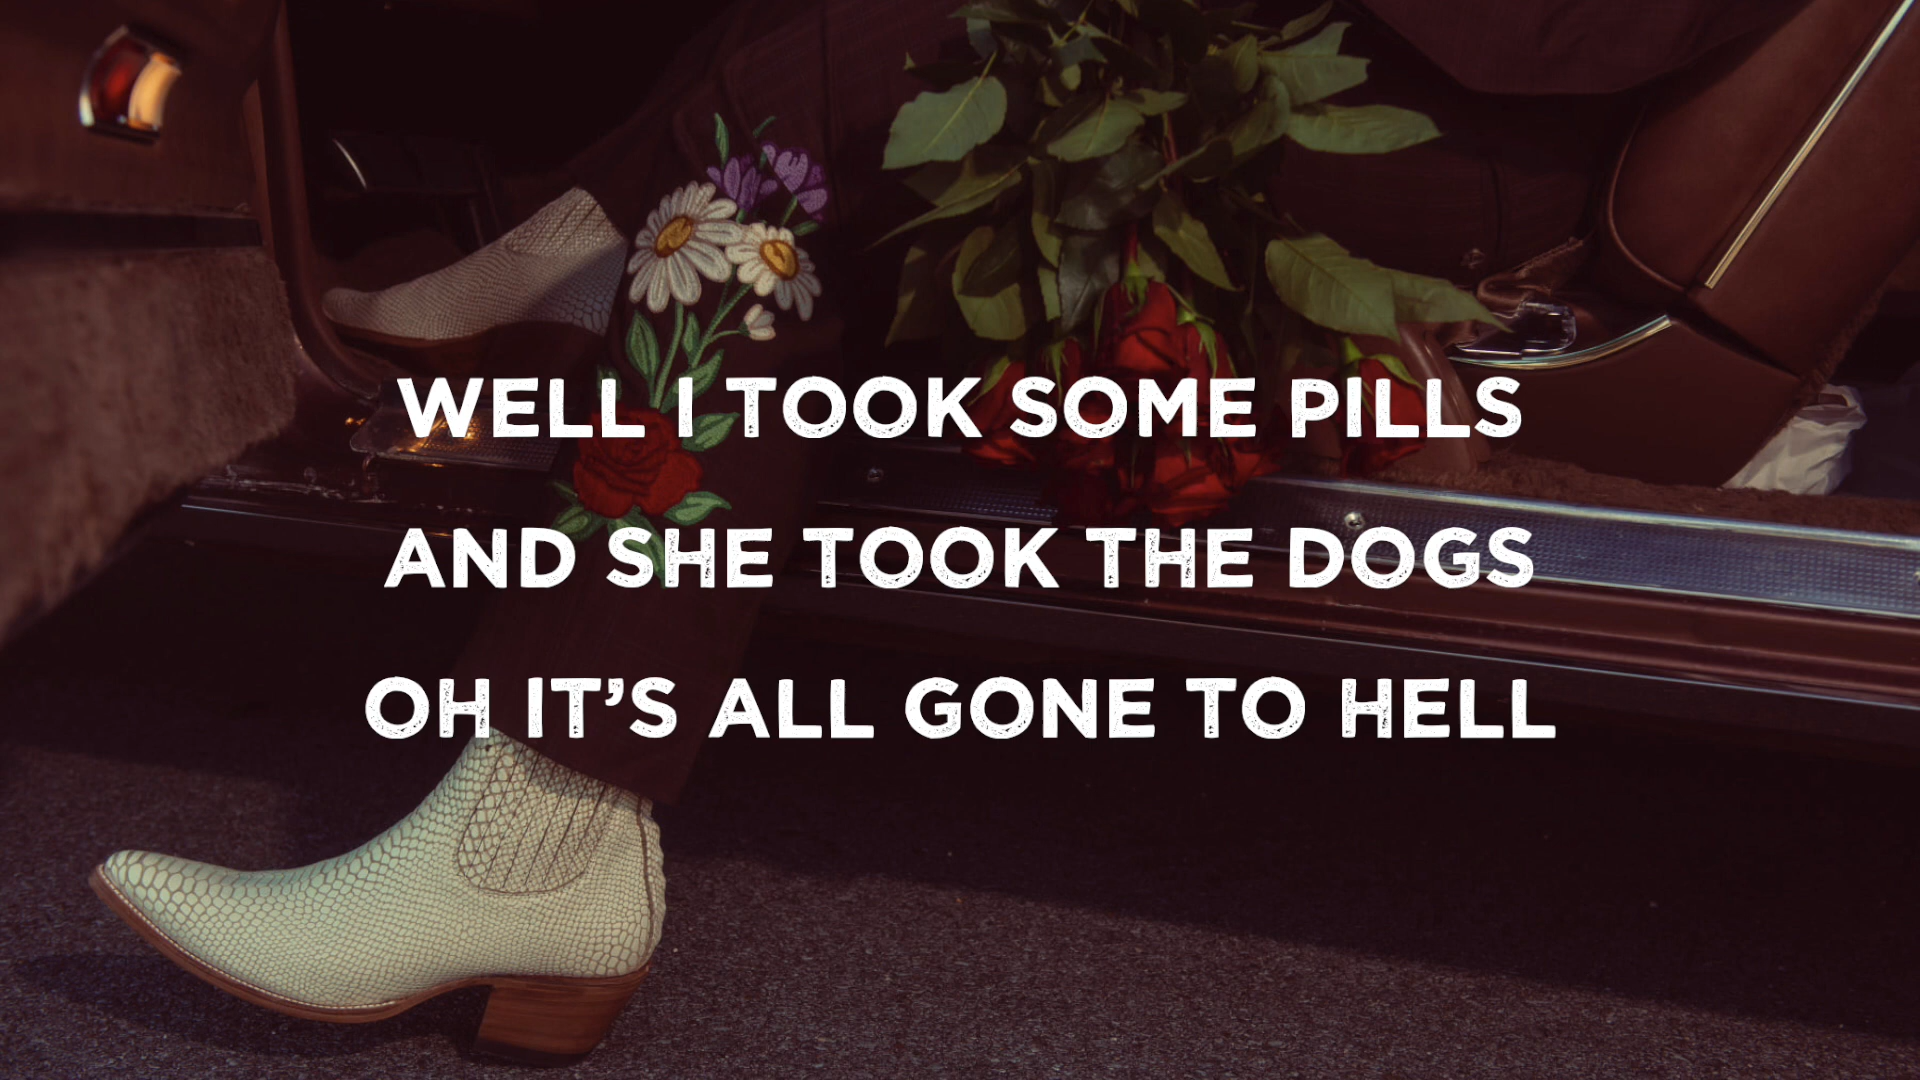 WELL I TOOK SOME PILLS
AND SHE TOOK THE DOGS
OH IT’S ALL GONE TO HELL